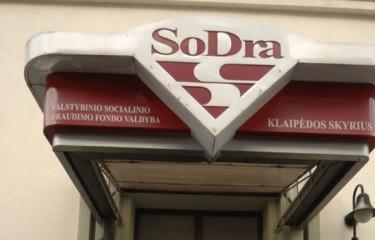 SoDra
VALSTYBINIO SOCIALINIO
DRAUDIMO FONDO VALDYBA
KLAIPĖDOS SKYRIUS